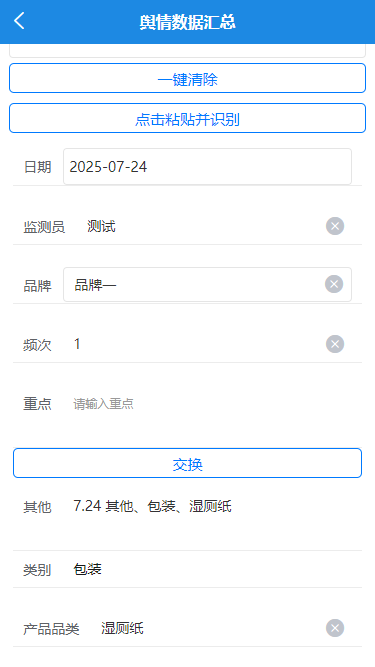 舆情数据汇总
一键清除
点击粘贴并识别
日期 2025-07-24
监测员 测试
品牌 品牌一
频次 1
重点 请输入重点
交换
其他 7.24 其他、包装、湿厕纸
类别 包装
产品品类 湿厕纸